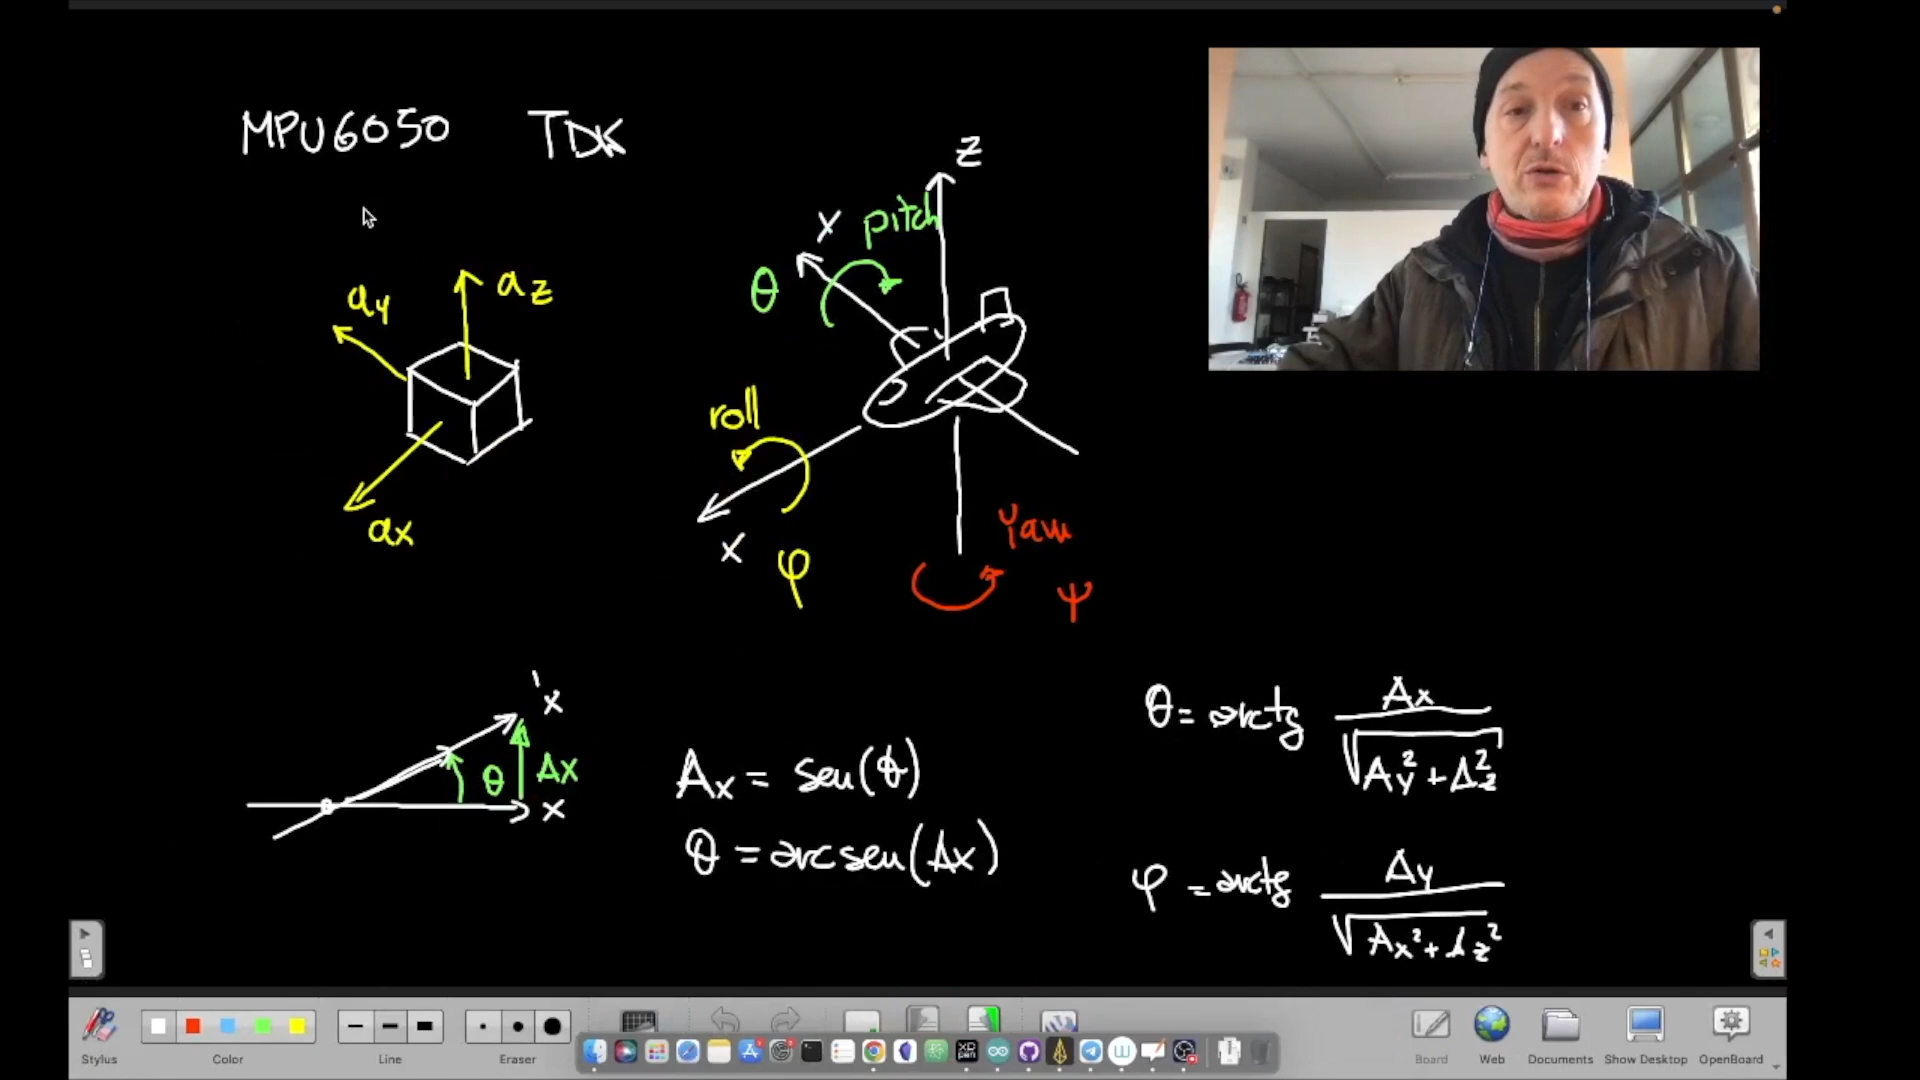 MPU6050 TDK
z
y pitch
θ
ay az
roll
ax
x φ
Yaw
ψ
'x
θ Ax
x
Ax = sen(θ)
θ = arcsen(Ax)
θ = arctg Ax / √Ay²+Az²
φ = arctg Ay / √Ax²+Az²
Stylus Color Line Eraser Board Web Documents Show Desktop OpenBoard